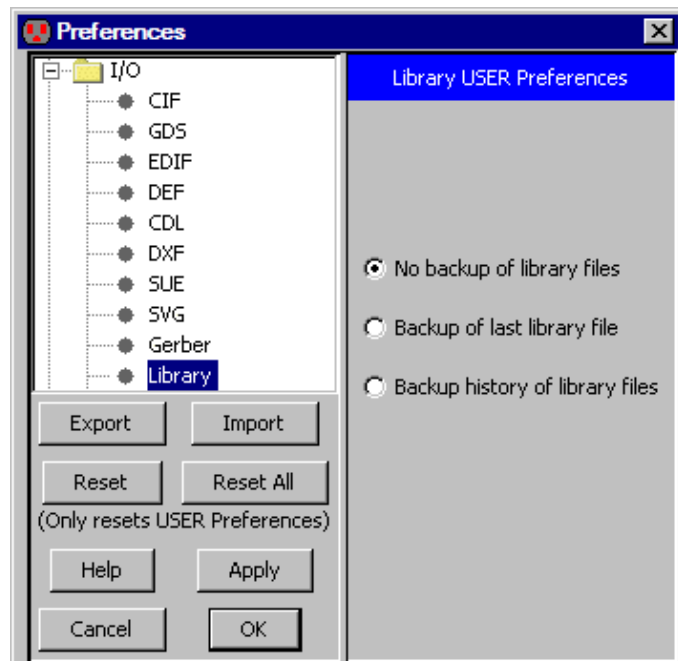 Preferences
I/O
CIF
GDS
EDIF
DEF
CDL
DXF
SUE
SVG
Gerber
Library
Export
Import
Reset
Reset All
(Only resets USER Preferences)
Help
Apply
Cancel
OK
Library USER Preferences
No backup of library files
Backup of last library file
Backup history of library files